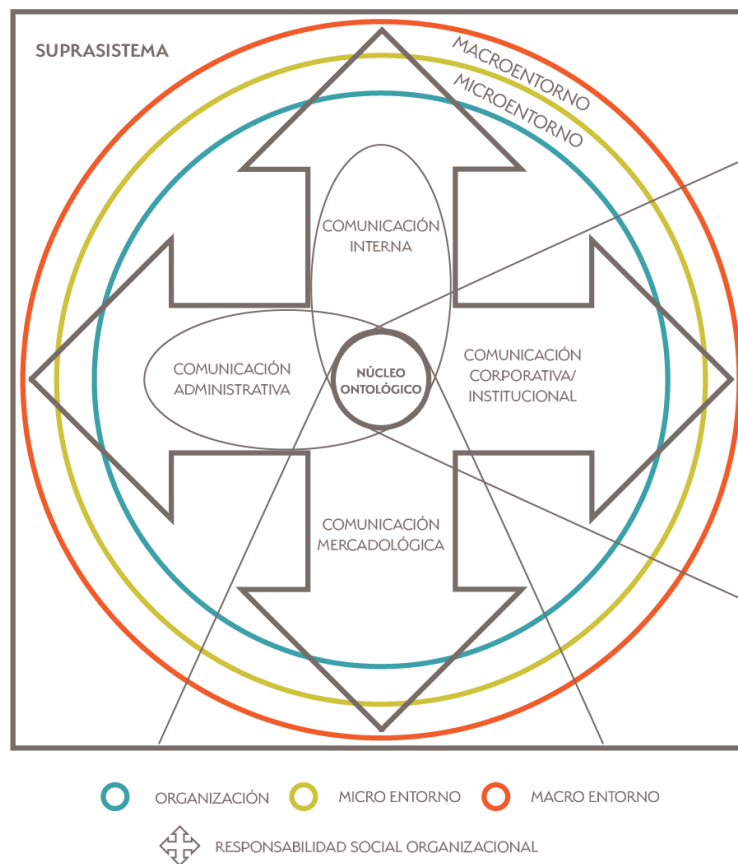 SUPRASISTEMA
MACROENTORNO
MICROENTORNO
COMUNICACIÓN
INTERNA
COMUNICACIÓN
ADMINISTRATIVA
NÚCLEO
ONTOLÓGICO
COMUNICACIÓN
CORPORATIVA/
INSTITUCIONAL
COMUNICACIÓN
MERCADOLÓGICA
ORGANIZACIÓN
MICRO ENTORNO
MACRO ENTORNO
RESPONSABILIDAD SOCIAL ORGANIZACIONAL